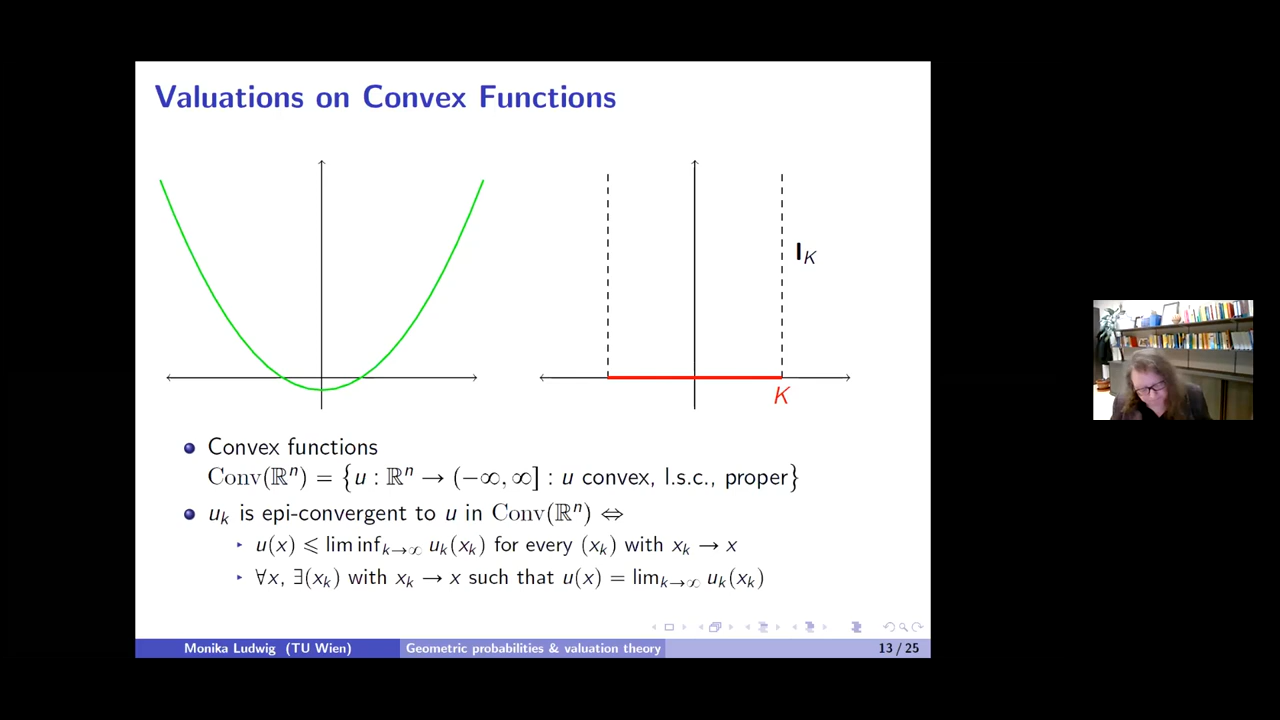 Valuations on Convex Functions
I_K
K
Convex functions
Conv(ℝⁿ) = {u : ℝⁿ → (−∞, ∞] : u convex, l.s.c., proper}
u_k is epi-convergent to u in Conv(ℝⁿ) ⇔
u(x) ⩽ lim inf_{k→∞} u_k(x_k) for every (x_k) with x_k → x
∀x, ∃(x_k) with x_k → x such that u(x) = lim_{k→∞} u_k(x_k)
Monika Ludwig (TU Wien) Geometric probabilities & valuation theory 13 / 25